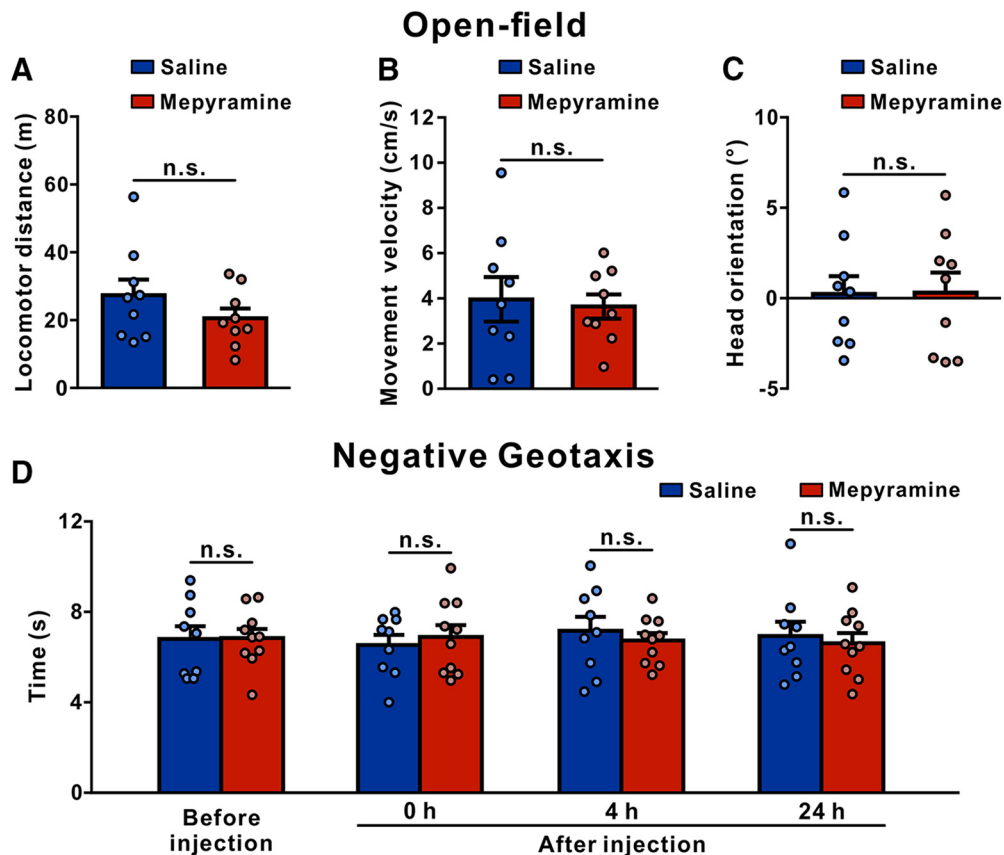 Open-field
A
Saline
Mepyramine
Locomotor distance (m)
80
60
40
20
0
n.s.
B
Saline
Mepyramine
Movement velocity (cm/s)
12
10
8
6
4
2
0
n.s.
C
Saline
Mepyramine
Head orientation (°)
10
5
0
-5
n.s.
Negative Geotaxis
D
Saline
Mepyramine
Time (s)
12
8
4
0
n.s.
n.s.
n.s.
n.s.
Before
injection
0 h
4 h
24 h
After injection